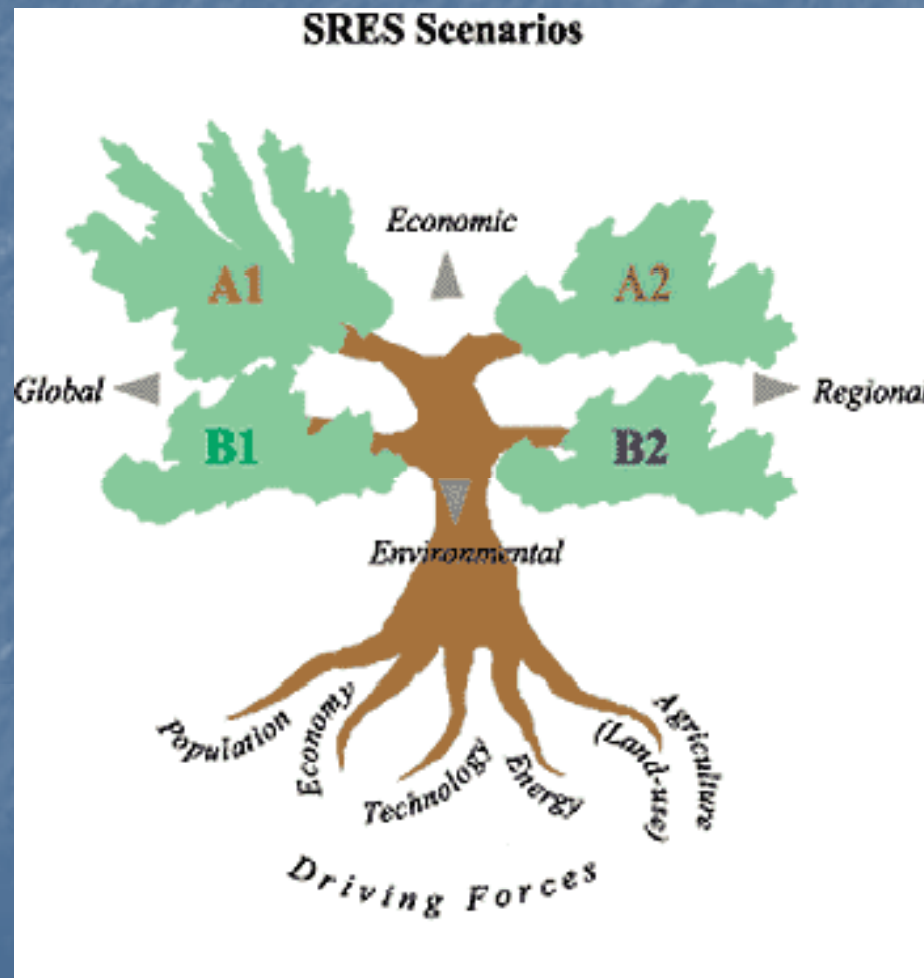 SRES Scenarios
Economic
A1
A2
Global
Regional
B1
B2
Environmental
Population
Economy
Technology
Energy
Agriculture
(Land-use)
Driving Forces